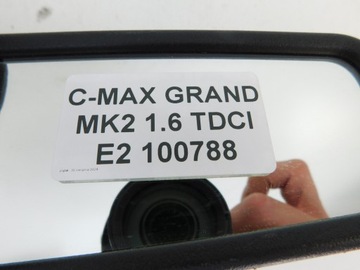 C-MAX GRAND
MK2 1.6 TDCI
E2 100788